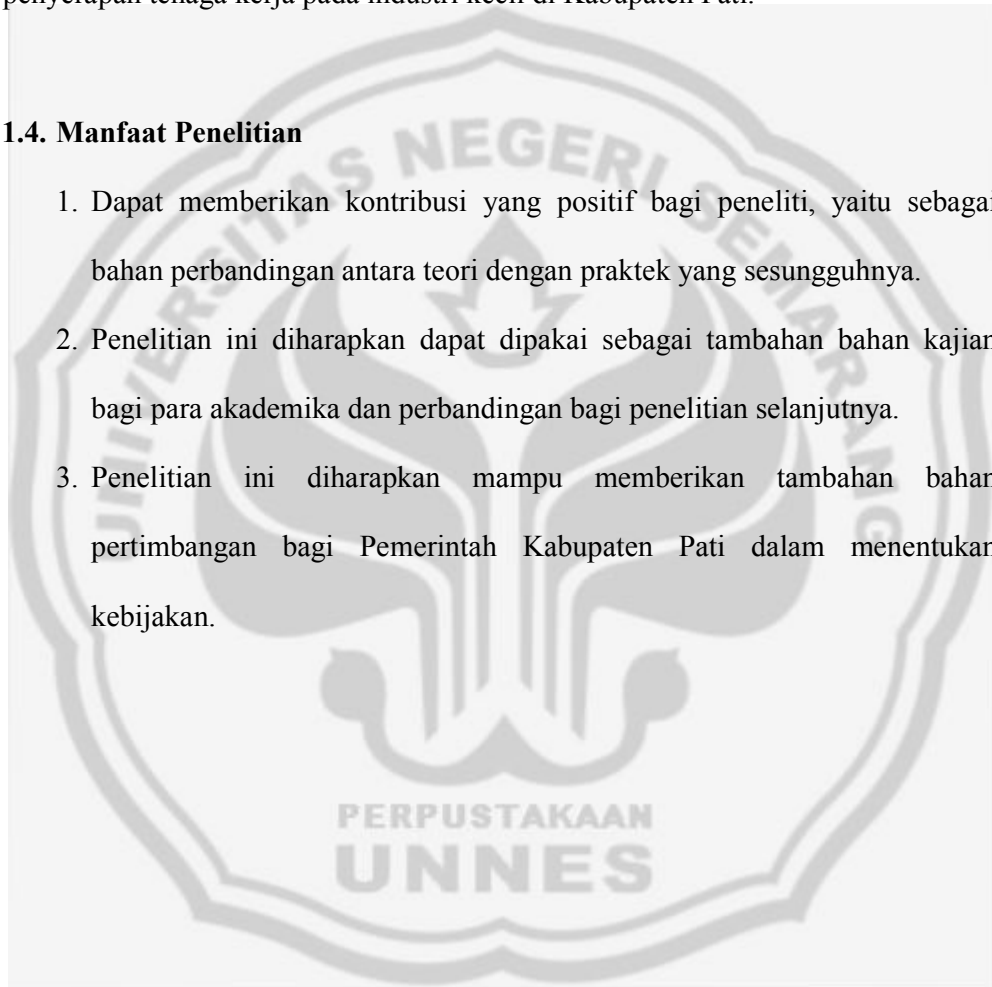 penyerapan tenaga kerja pada industri kecil di Kabupaten Pati.
1.4. Manfaat Penelitian
1. Dapat memberikan kontribusi yang positif bagi peneliti, yaitu sebagai
bahan perbandingan antara teori dengan praktek yang sesungguhnya.
2. Penelitian ini diharapkan dapat dipakai sebagai tambahan bahan kajian
bagi para akademika dan perbandingan bagi penelitian selanjutnya.
3. Penelitian ini diharapkan mampu memberikan tambahan bahan
pertimbangan bagi Pemerintah Kabupaten Pati dalam menentukan
kebijakan.
UNIVERSITAS NEGERI SEMARANG
PERPUSTAKAAN
UNNES